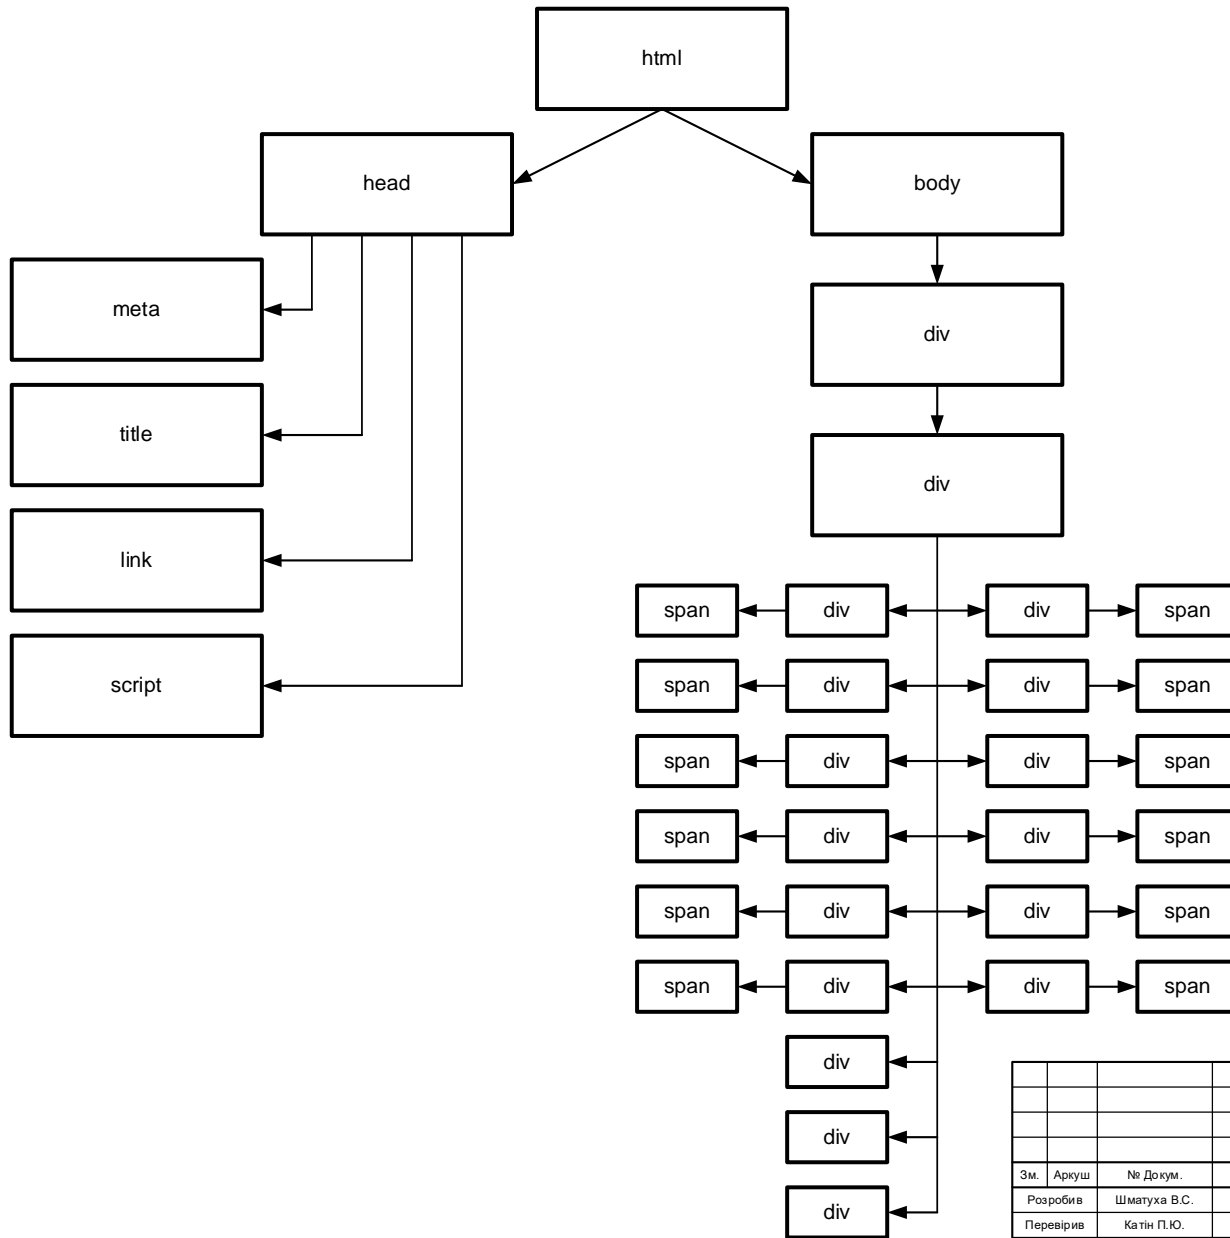 html
head
body
meta
div
title
div
link
span div div span
script
span div div span
span div div span
span div div span
span div div span
span div div span
div
div
Зм. Аркуш № Докум.
Розробив Шматуха В.С.
div
Перевірив Катін П.Ю.